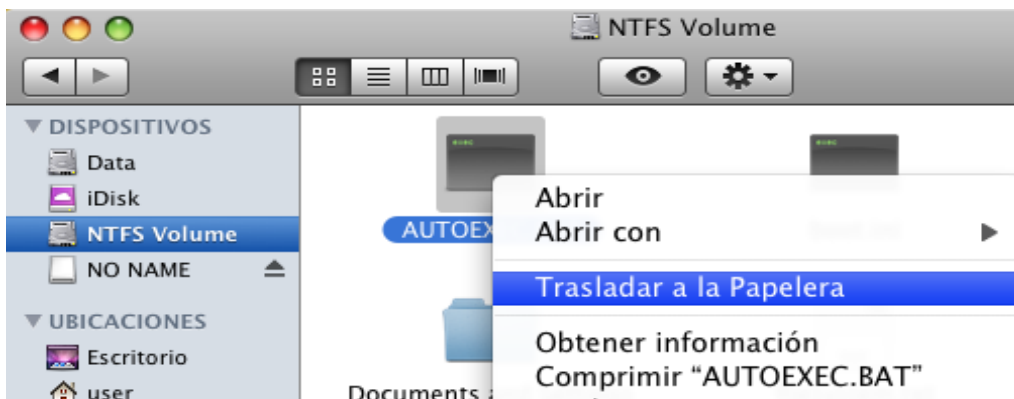 NTFS Volume
DISPOSITIVOS
Data
iDisk
NTFS Volume
NO NAME
UBICACIONES
Escritorio
user
AUTOEX
Documents
Abrir
Abrir con
Trasladar a la Papelera
Obtener información
Comprimir “AUTOEXEC.BAT”